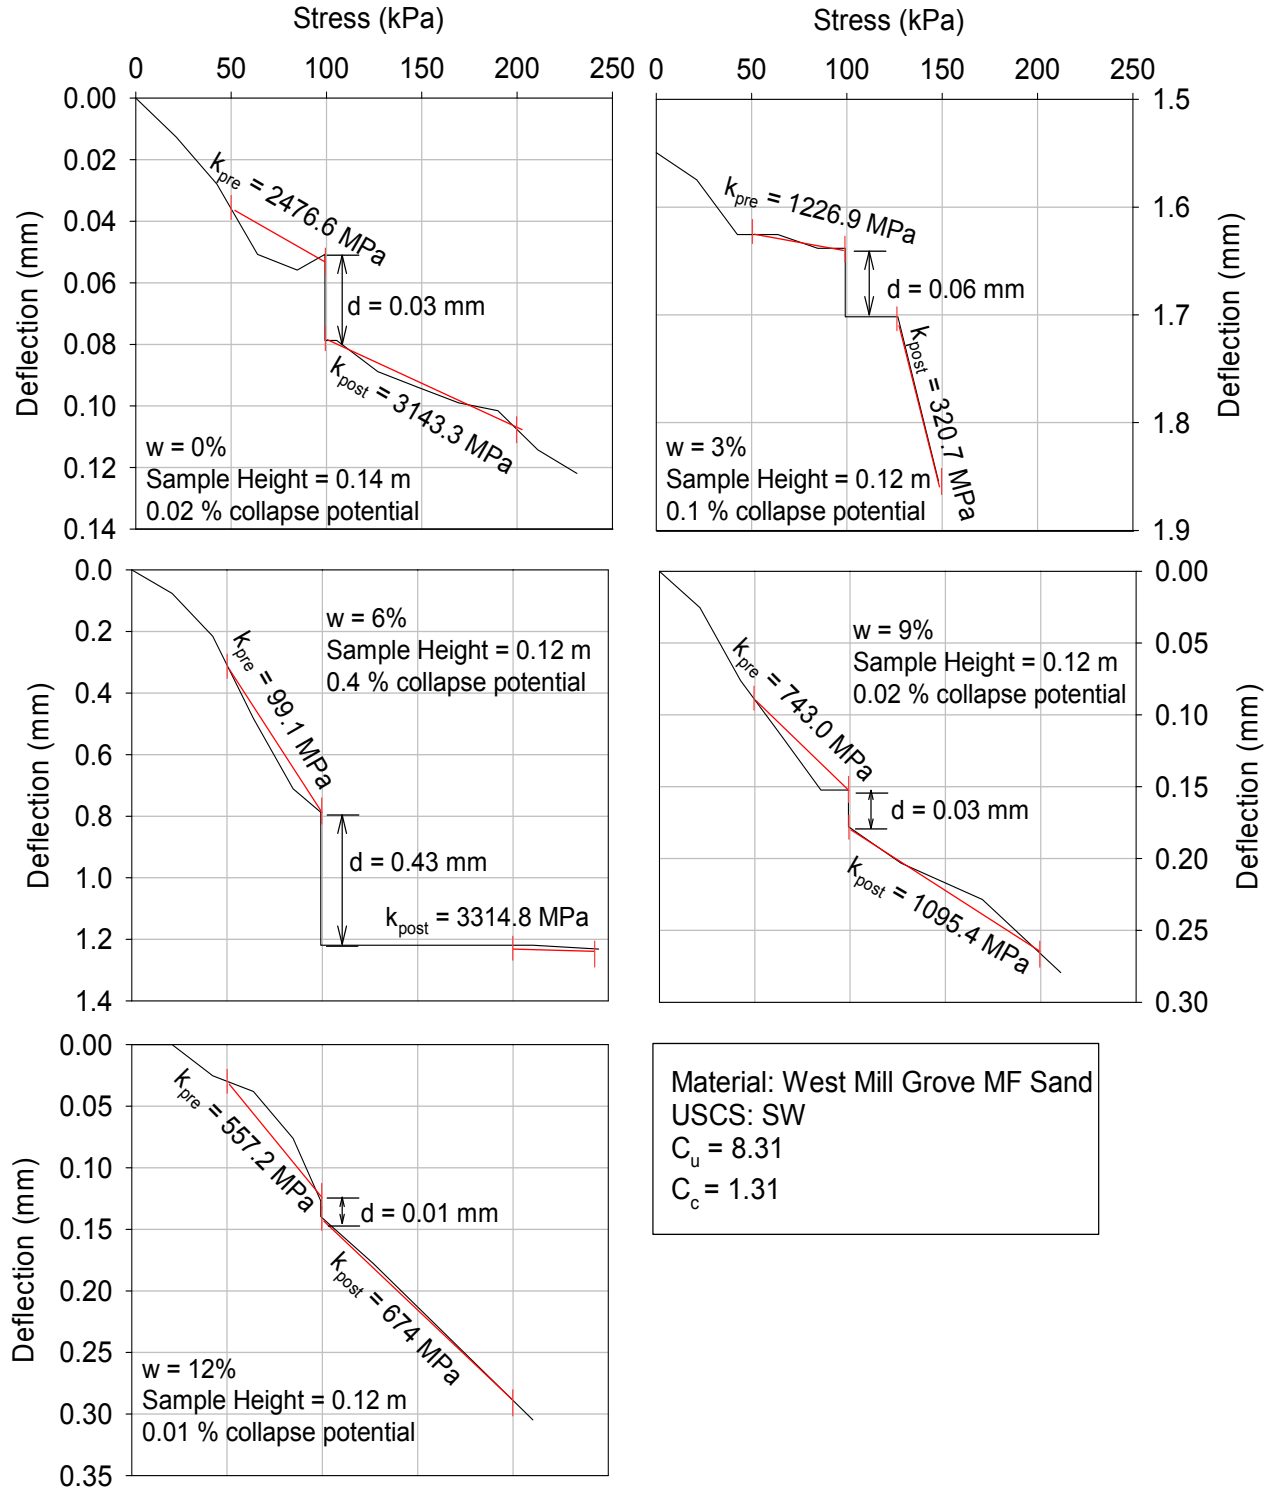 Stress (kPa)
Stress (kPa)
0 50 100 150 200 250
0 50 100 150 200 250
Deflection (mm)
0.00
0.02
0.04
0.06
0.08
0.10
0.12
0.14
kpre = 2476.6 MPa
d = 0.03 mm
kpost = 3143.3 MPa
w = 0%
Sample Height = 0.14 m
0.02 % collapse potential
kpre = 1226.9 MPa
d = 0.06 mm
kpost = 320.7 MPa
w = 3%
Sample Height = 0.12 m
0.1 % collapse potential
1.5
1.6
1.7
1.8
1.9
Deflection (mm)
Deflection (mm)
0.0
0.2
0.4
0.6
0.8
1.0
1.2
1.4
w = 6%
Sample Height = 0.12 m
0.4 % collapse potential
kpre = 99.1 MPa
d = 0.43 mm
kpost = 3314.8 MPa
w = 9%
Sample Height = 0.12 m
0.02 % collapse potential
kpre = 743.0 MPa
d = 0.03 mm
kpost = 1095.4 MPa
0.00
0.05
0.10
0.15
0.20
0.25
0.30
Deflection (mm)
Deflection (mm)
0.00
0.05
0.10
0.15
0.20
0.25
0.30
0.35
kpre = 557.2 MPa
d = 0.01 mm
kpost = 674 MPa
w = 12%
Sample Height = 0.12 m
0.01 % collapse potential
Material: West Mill Grove MF Sand
USCS: SW
Cu = 8.31
Cc = 1.31